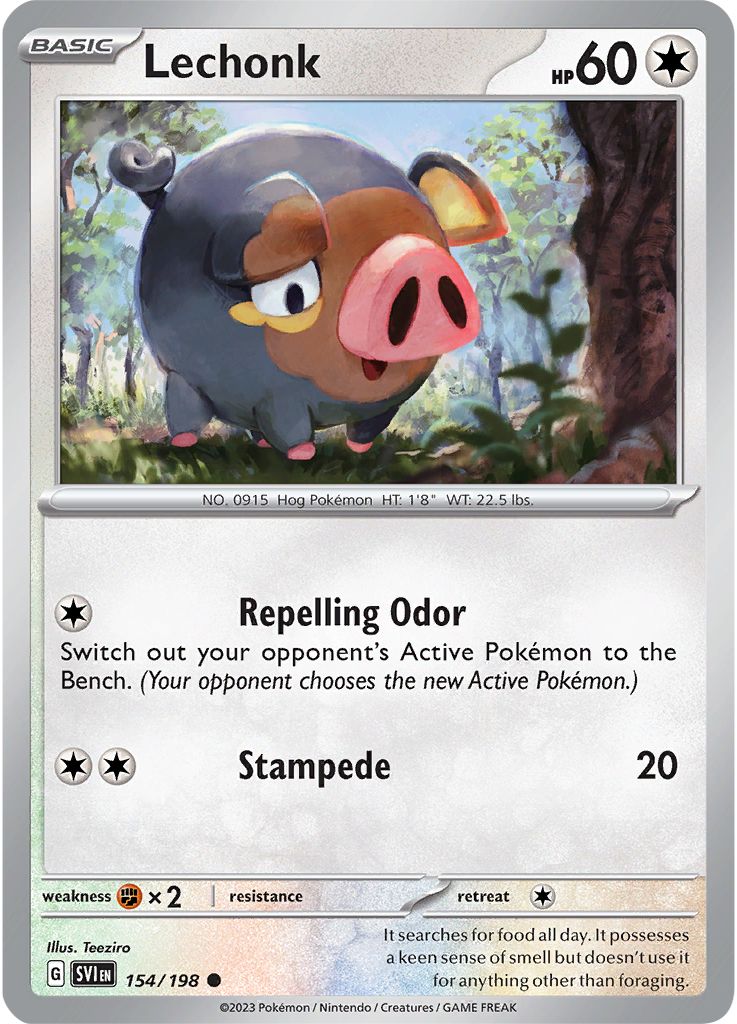 BASIC
Lechonk
HP 60
NO. 0915 Hog Pokémon HT: 1'8" WT: 22.5 lbs.
Repelling Odor
Switch out your opponent's Active Pokémon to the
Bench. (Your opponent chooses the new Active Pokémon.)
Stampede 20
weakness ×2 resistance retreat
Illus. Teeziro
G SVI EN 154/198
It searches for food all day. It possesses
a keen sense of smell but doesn't use it
for anything other than foraging.
©2023 Pokémon / Nintendo / Creatures / GAME FREAK